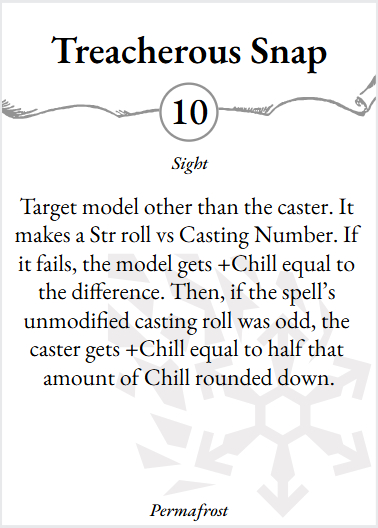 Treacherous Snap
10
Sight
Target model other than the caster. It
makes a Str roll vs Casting Number. If
it fails, the model gets +Chill equal to
the difference. Then, if the spell’s
unmodified casting roll was odd, the
caster gets +Chill equal to half that
amount of Chill rounded down.
Permafrost